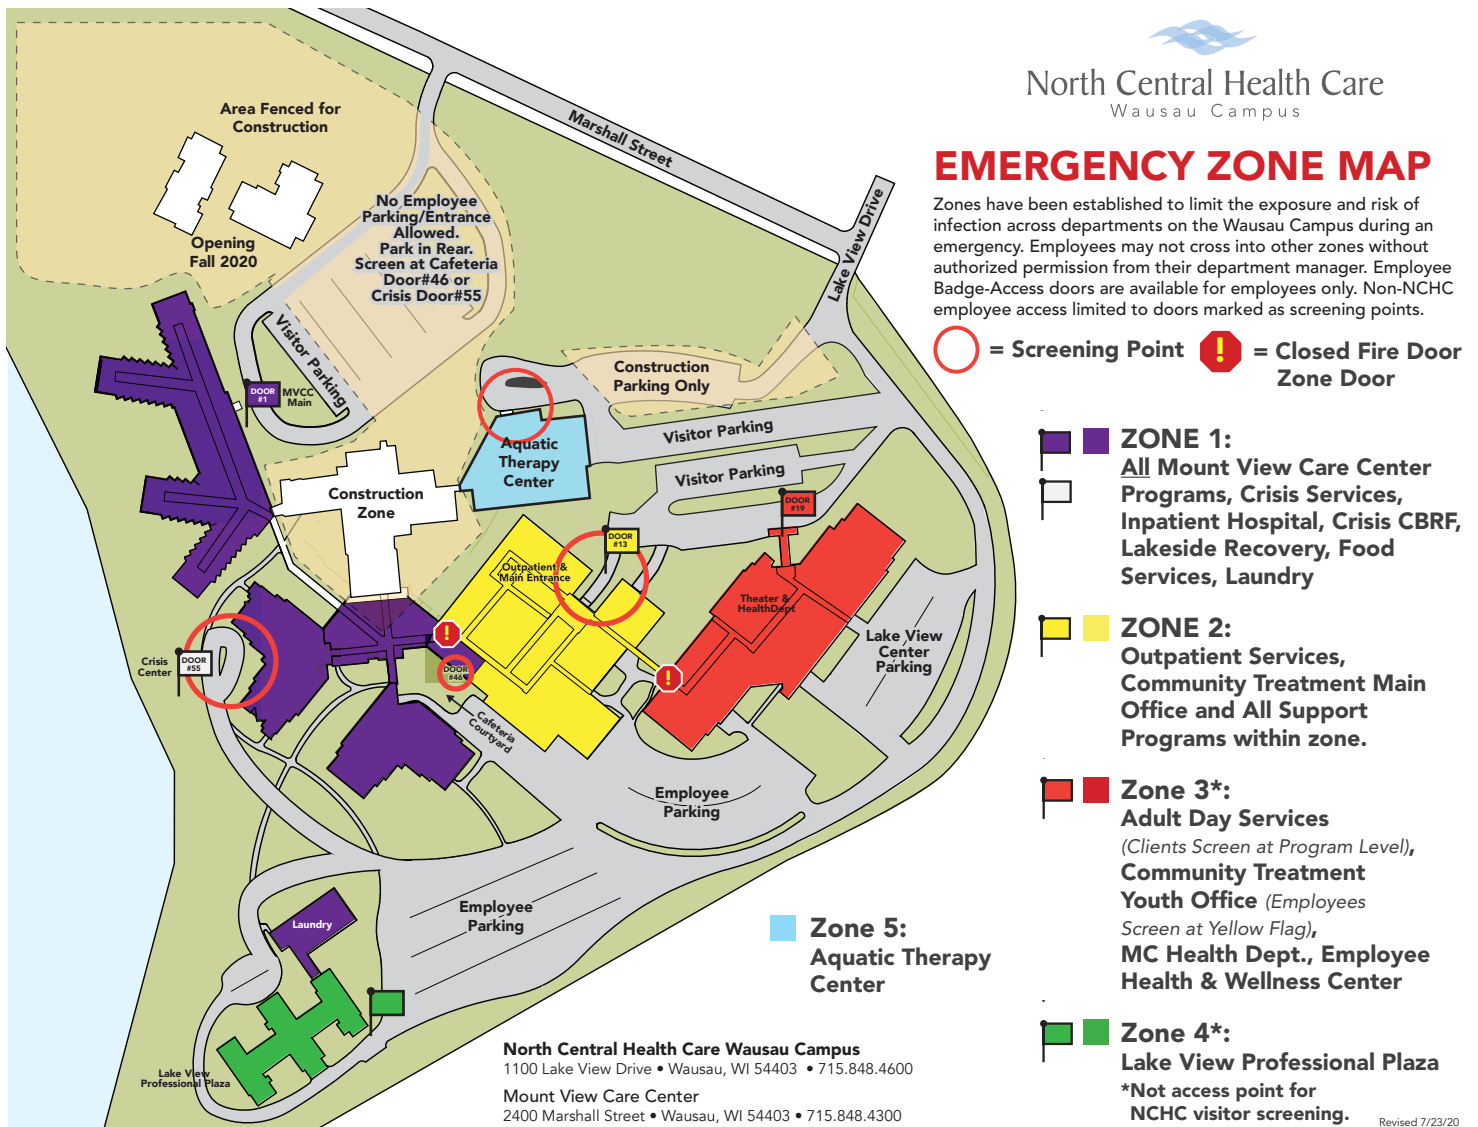 North Central Health Care
Wausau Campus
EMERGENCY ZONE MAP
Zones have been established to limit the exposure and risk of
infection across departments on the Wausau Campus during an
emergency. Employees may not cross into other zones without
authorized permission from their department manager. Employee
Badge-Access doors are available for employees only. Non-NCHC
employee access limited to doors marked as screening points.
= Screening Point
! = Closed Fire Door
Zone Door
ZONE 1:
All Mount View Care Center
Programs, Crisis Services,
Inpatient Hospital, Crisis CBRF,
Lakeside Recovery, Food
Services, Laundry
ZONE 2:
Outpatient Services,
Community Treatment Main
Office and All Support
Programs within zone.
Zone 3*:
Adult Day Services
(Clients Screen at Program Level),
Community Treatment
Youth Office (Employees
Screen at Yellow Flag),
MC Health Dept., Employee
Health & Wellness Center
Zone 4*:
Lake View Professional Plaza
*Not access point for
NCHC visitor screening.
Revised 7/23/20
Zone 5:
Aquatic Therapy
Center
Area Fenced for
Construction
Opening
Fall 2020
No Employee
Parking/Entrance
Allowed.
Park in Rear.
Screen at Cafeteria
Door#46 or
Crisis Door#55
Marshall Street
Lake View Drive
Visitor Parking
DOOR
#1
MVCC
Main
Construction
Parking Only
Aquatic
Therapy
Center
Visitor Parking
Visitor Parking
Construction
Zone
DOOR
#19
DOOR
#13
Outpatient &
Main Entrance
Theater &
HealthDept
Lake View
Center
Parking
!
!
Crisis
Center
DOOR
#55
DOOR
#46
Cafeteria
Courtyard
Employee
Parking
Employee
Parking
Laundry
Lake View
Professional Plaza
North Central Health Care Wausau Campus
1100 Lake View Drive • Wausau, WI 54403 • 715.848.4600
Mount View Care Center
2400 Marshall Street • Wausau, WI 54403 • 715.848.4300